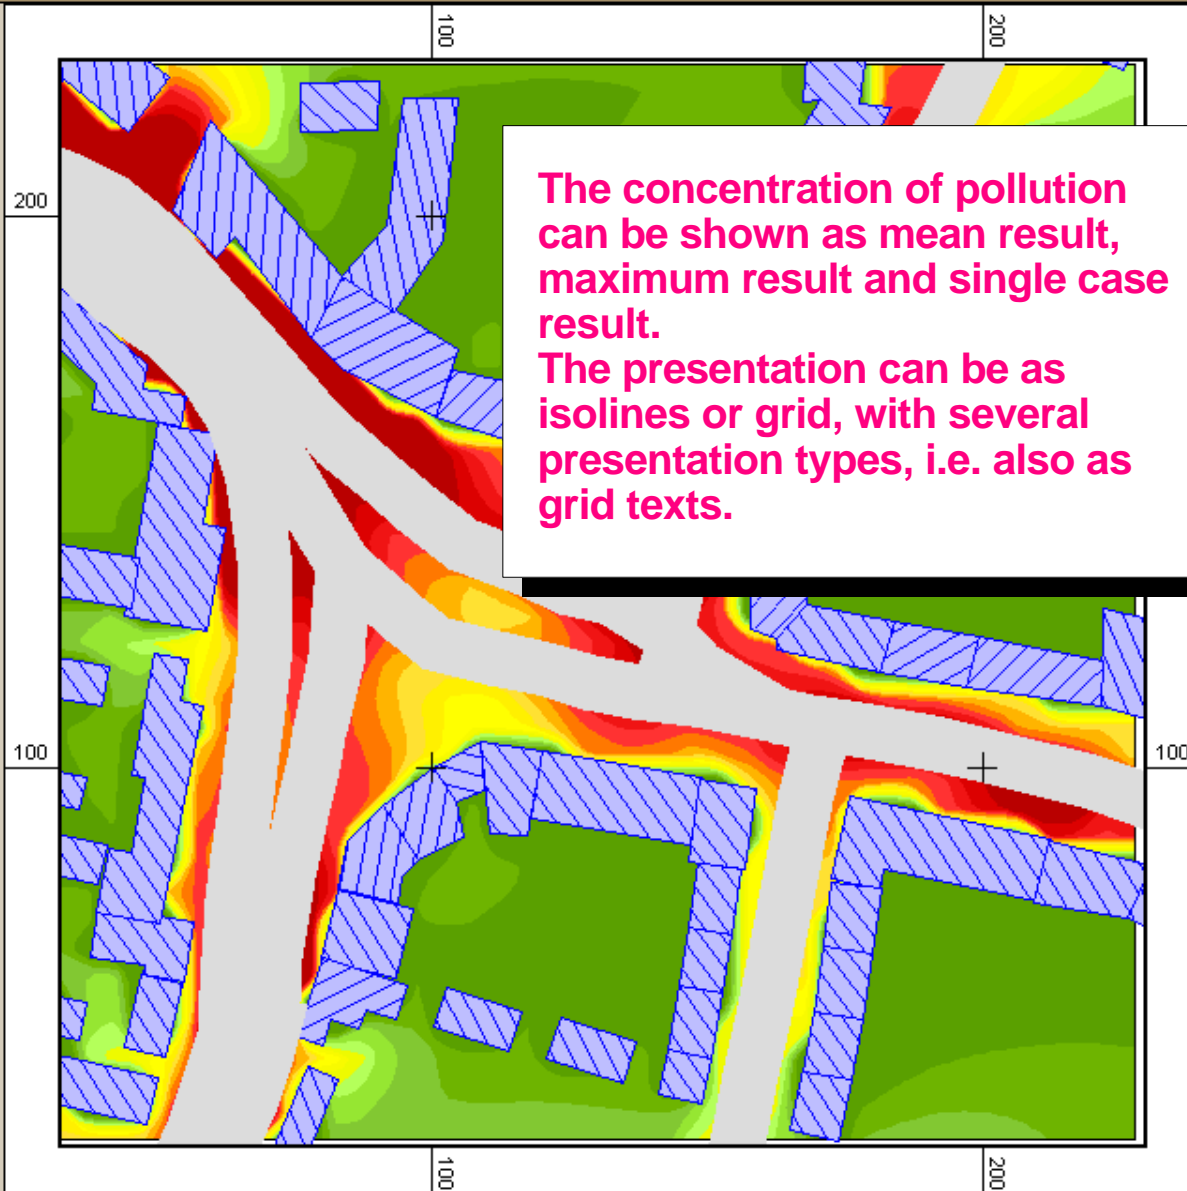 100
200
200
The concentration of pollution
can be shown as mean result,
maximum result and single case
result.
The presentation can be as
isolines or grid, with several
presentation types, i.e. also as
grid texts.
100
100
100
200